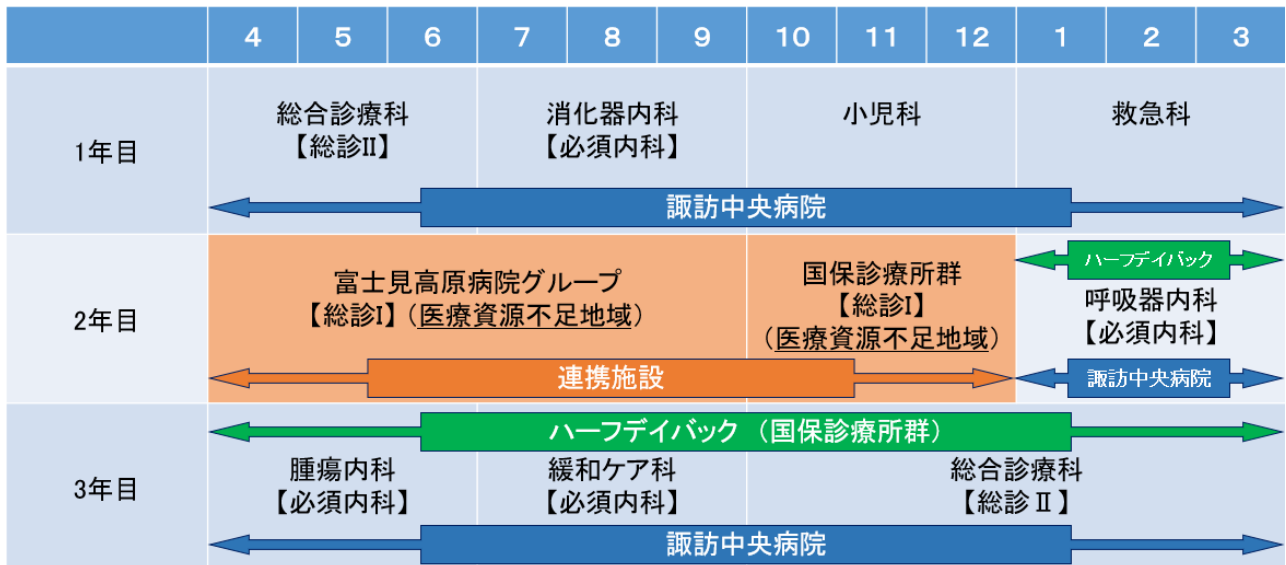 4 5 6 7 8 9 10 11 12 1 2 3
1年目
総合診療科
【総診II】
消化器内科
【必須内科】
小児科
救急科
諏訪中央病院
2年目
富士見高原病院グループ
【総診I】（医療資源不足地域）
国保診療所群
【総診I】
（医療資源不足地域）
連携施設
ハーフデイバック
呼吸器内科
【必須内科】
諏訪中央病院
3年目
ハーフデイバック（国保診療所群）
腫瘍内科
【必須内科】
緩和ケア科
【必須内科】
総合診療科
【総診Ⅱ】
諏訪中央病院